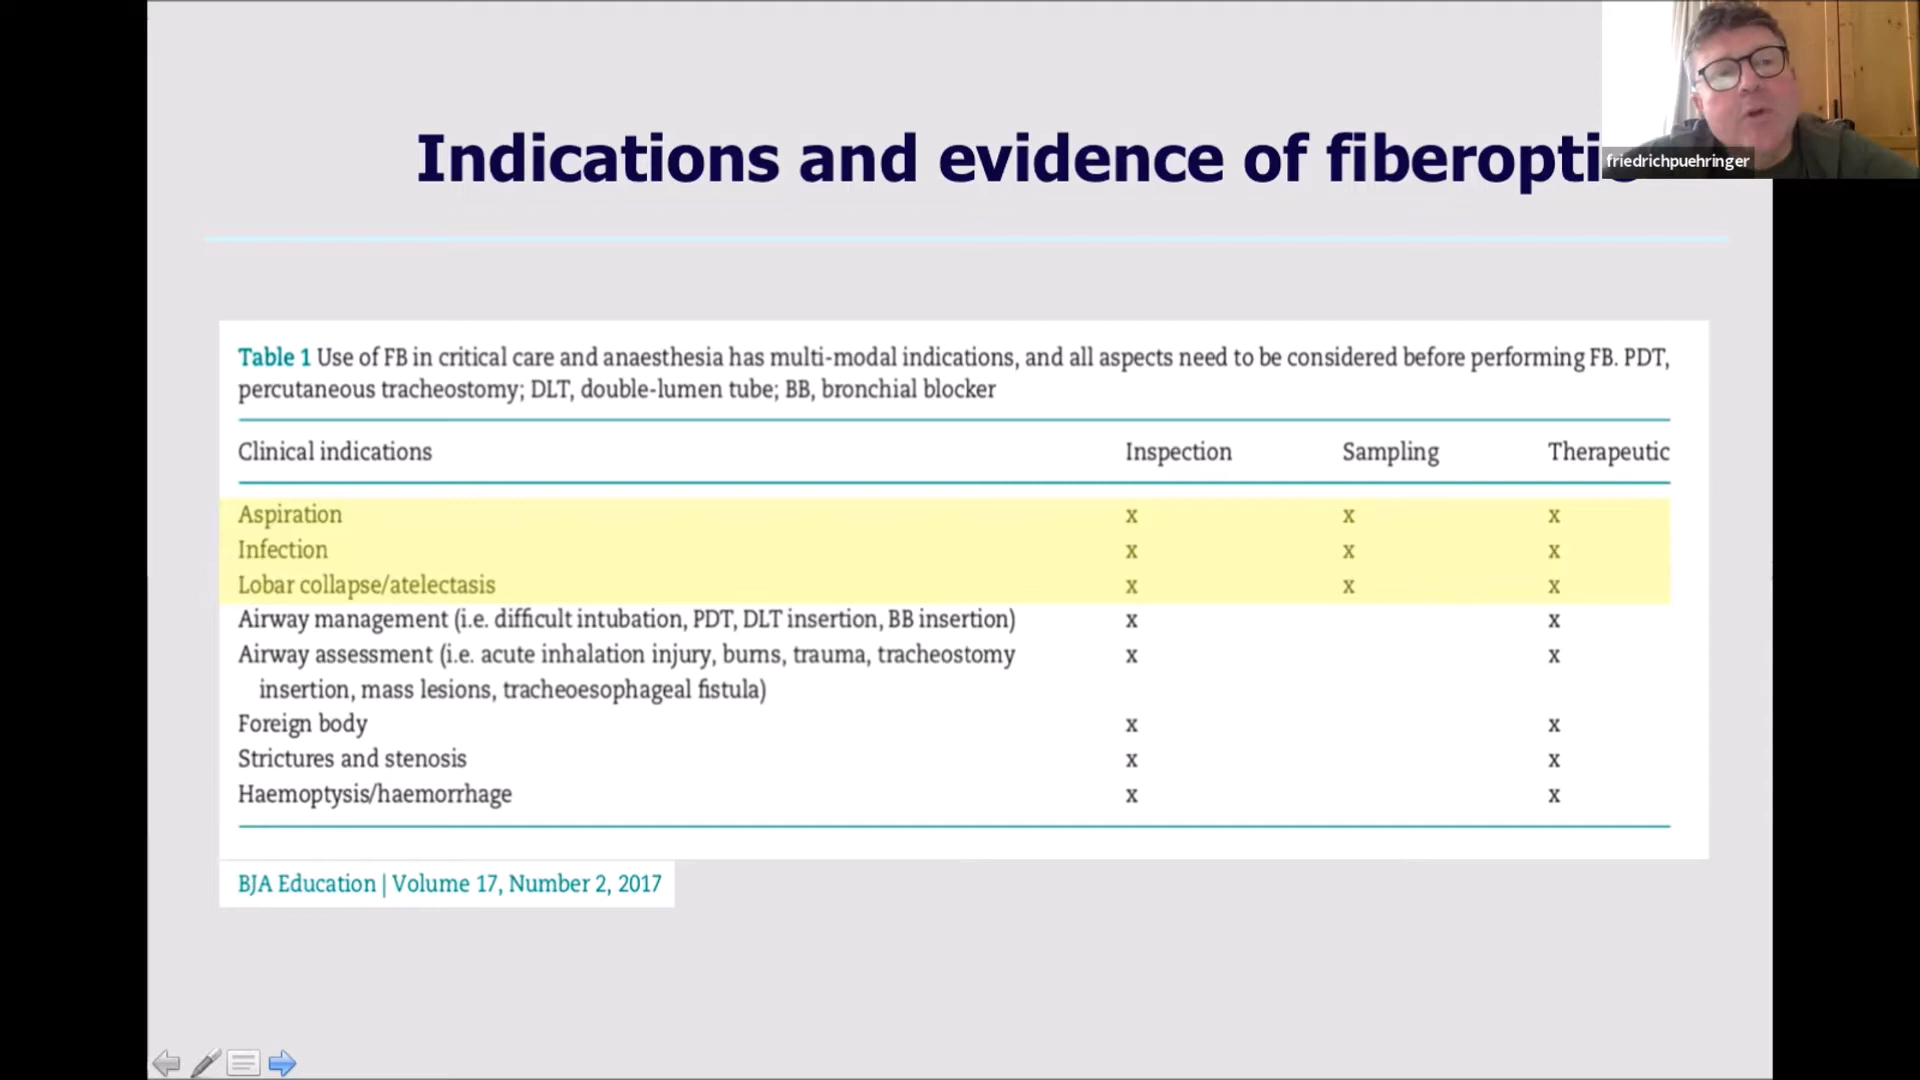 Indications and evidence of fiberopti
friedrichpuehringer
Table 1 Use of FB in critical care and anaesthesia has multi-modal indications, and all aspects need to be considered before performing FB. PDT,
percutaneous tracheostomy; DLT, double-lumen tube; BB, bronchial blocker
Clinical indications Inspection Sampling Therapeutic
Aspiration x x x
Infection x x x
Lobar collapse/atelectasis x x x
Airway management (i.e. difficult intubation, PDT, DLT insertion, BB insertion) x x
Airway assessment (i.e. acute inhalation injury, burns, trauma, tracheostomy x x
insertion, mass lesions, tracheoesophageal fistula)
Foreign body x x
Strictures and stenosis x x
Haemoptysis/haemorrhage x x
BJA Education | Volume 17, Number 2, 2017